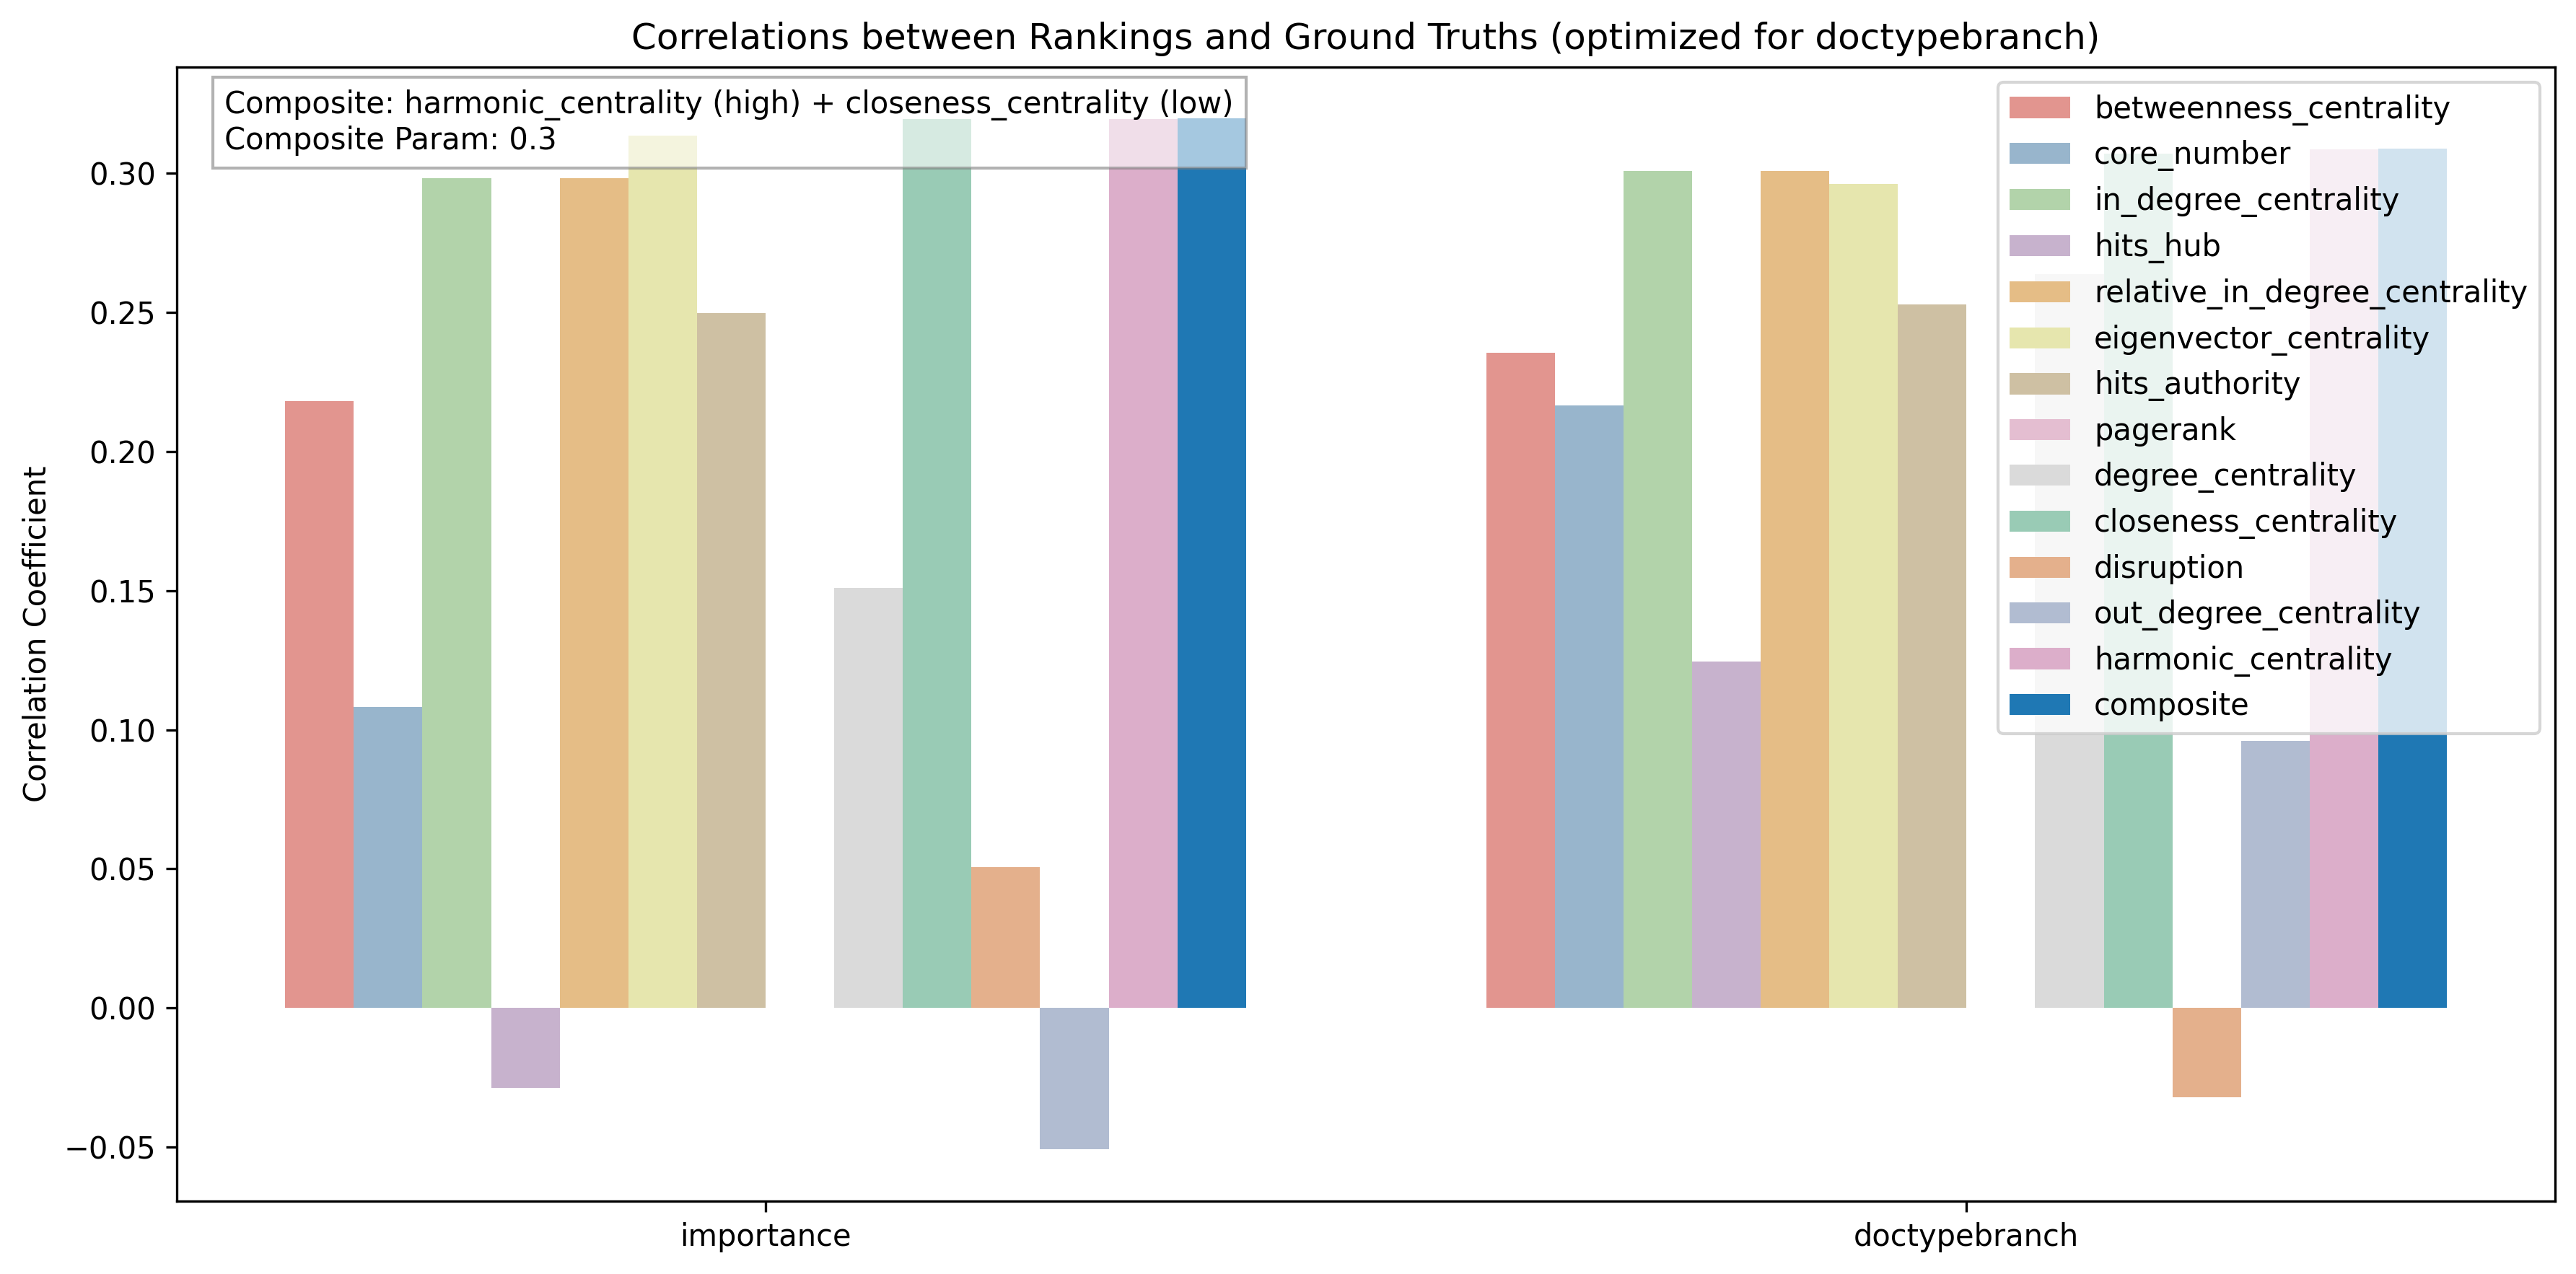 Correlations between Rankings and Ground Truths (optimized for doctypebranch)
Composite: harmonic_centrality (high) + closeness_centrality (low)
Composite Param: 0.3
betweenness_centrality
core_number
in_degree_centrality
hits_hub
relative_in_degree_centrality
eigenvector_centrality
hits_authority
pagerank
degree_centrality
closeness_centrality
disruption
out_degree_centrality
harmonic_centrality
composite
Correlation Coefficient
0.30
0.25
0.20
0.15
0.10
0.05
0.00
−0.05
importance
doctypebranch